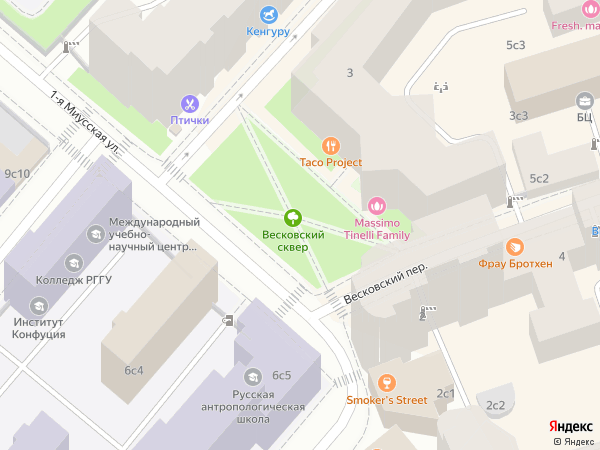 Кенгуру
Fresh. ma
5с3
3
1-я Миусская ул.
Птички
БЦ
3с3
Taco Project
9с10
5с2
Massimo
Tinelli Family
Международный
учебно-
научный центр...
Весковский
сквер
Фрау Бротхен
4
Колледж РГГУ
Весковский пер.
Институт
Конфуция
6с4
6с5
Русская
антропологическая
школа
Smoker's Street
2с1
2с2
Яндекс
© Яндекс